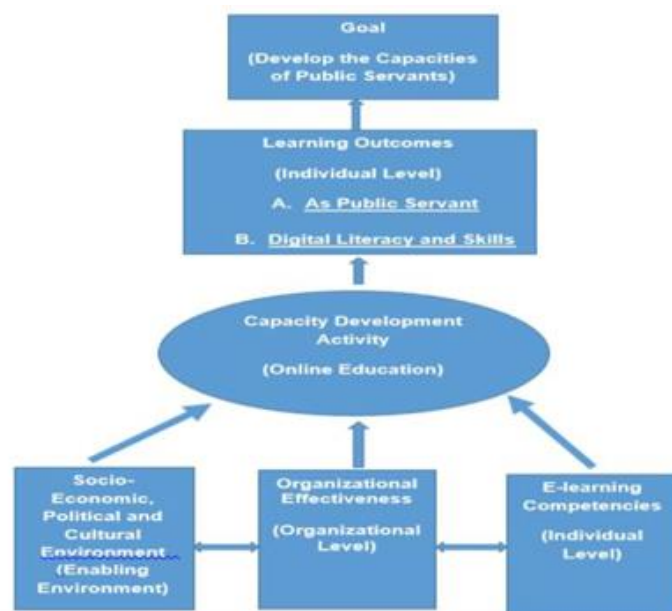 Goal
(Develop the Capacities
of Public Servants)
Learning Outcomes
(Individual Level)
A. As Public Servant
B. Digital Literacy and Skills
Capacity Development
Activity
(Online Education)
Socio-
Economic,
Political and
Cultural
Environment
(Enabling
Environment)
Organizational
Effectiveness
(Organizational
Level)
E-learning
Competencies
(Individual
Level)